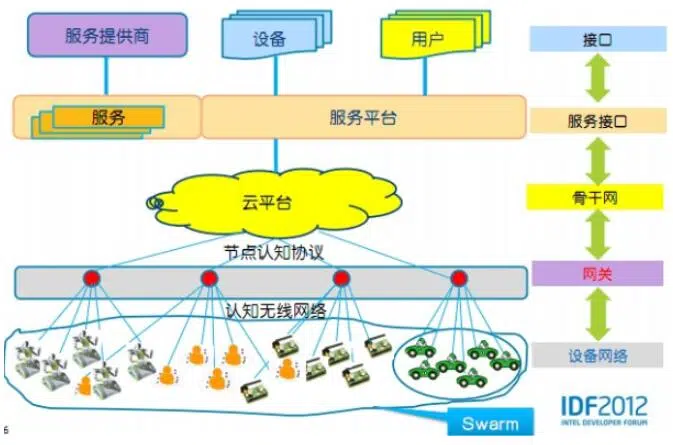 服务提供商
设备
用户
接口
服务
服务平台
服务接口
云平台
骨干网
节点认知协议
网关
认知无线网络
设备网络
Swarm
IDF2012
INTEL DEVELOPER FORUM
6